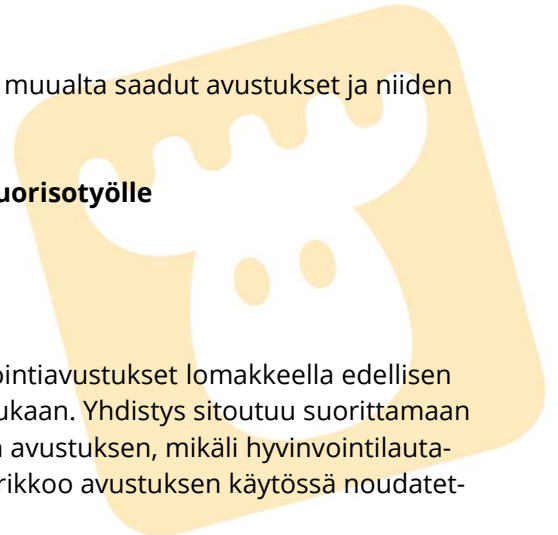 muualta saadut avustukset ja niiden
uorisotyölle
ointiavustukset lomakkeella edellisen
ukaan. Yhdistys sitoutuu suorittamaan
avustuksen, mikäli hyvinvointilauta-
rikkoo avustuksen käytössä noudatet-